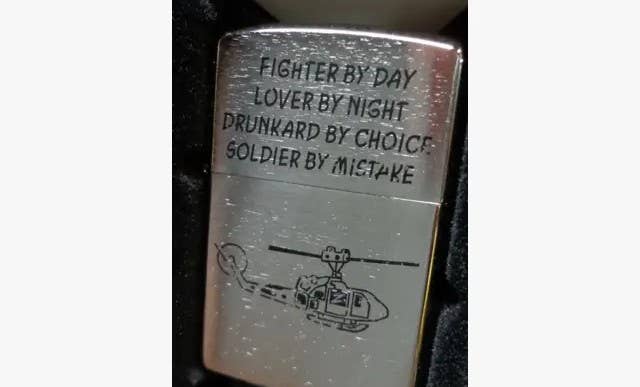 FIGHTER BY DAY
LOVER BY NIGHT
DRUNKARD BY CHOICE
SOLDIER BY MiSTAKE